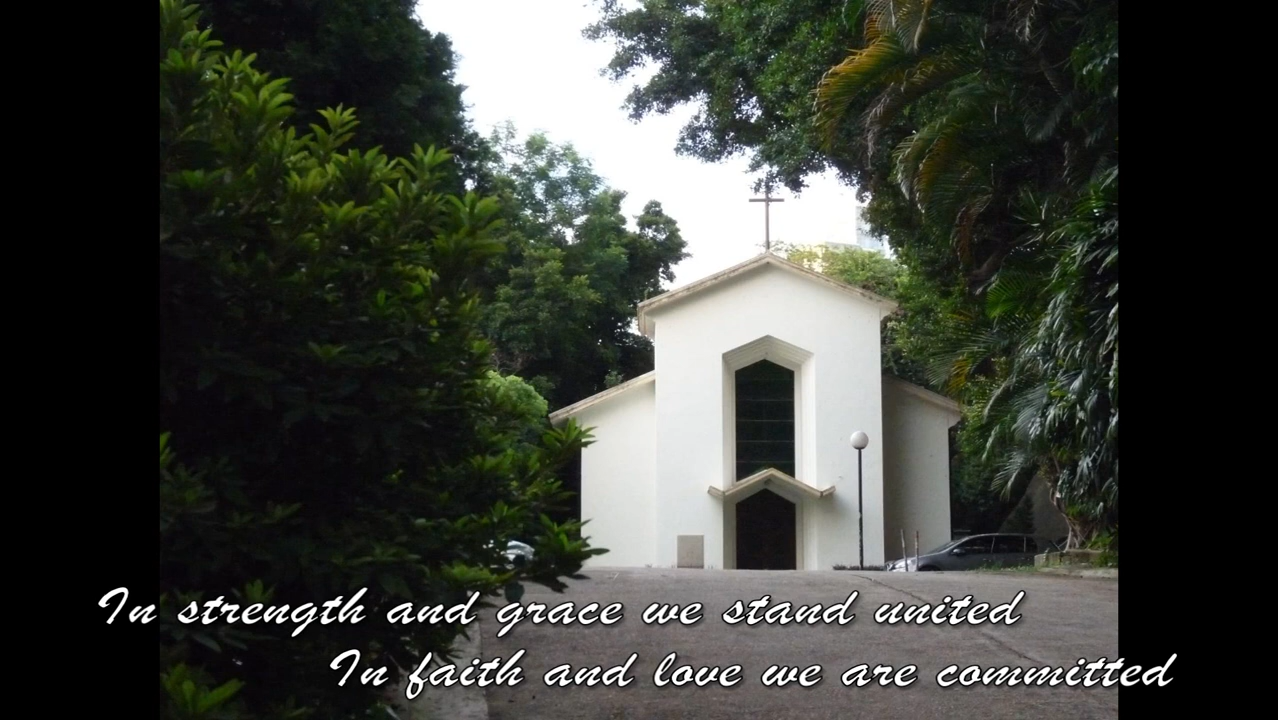 In strength and grace we stand united
In faith and love we are committed